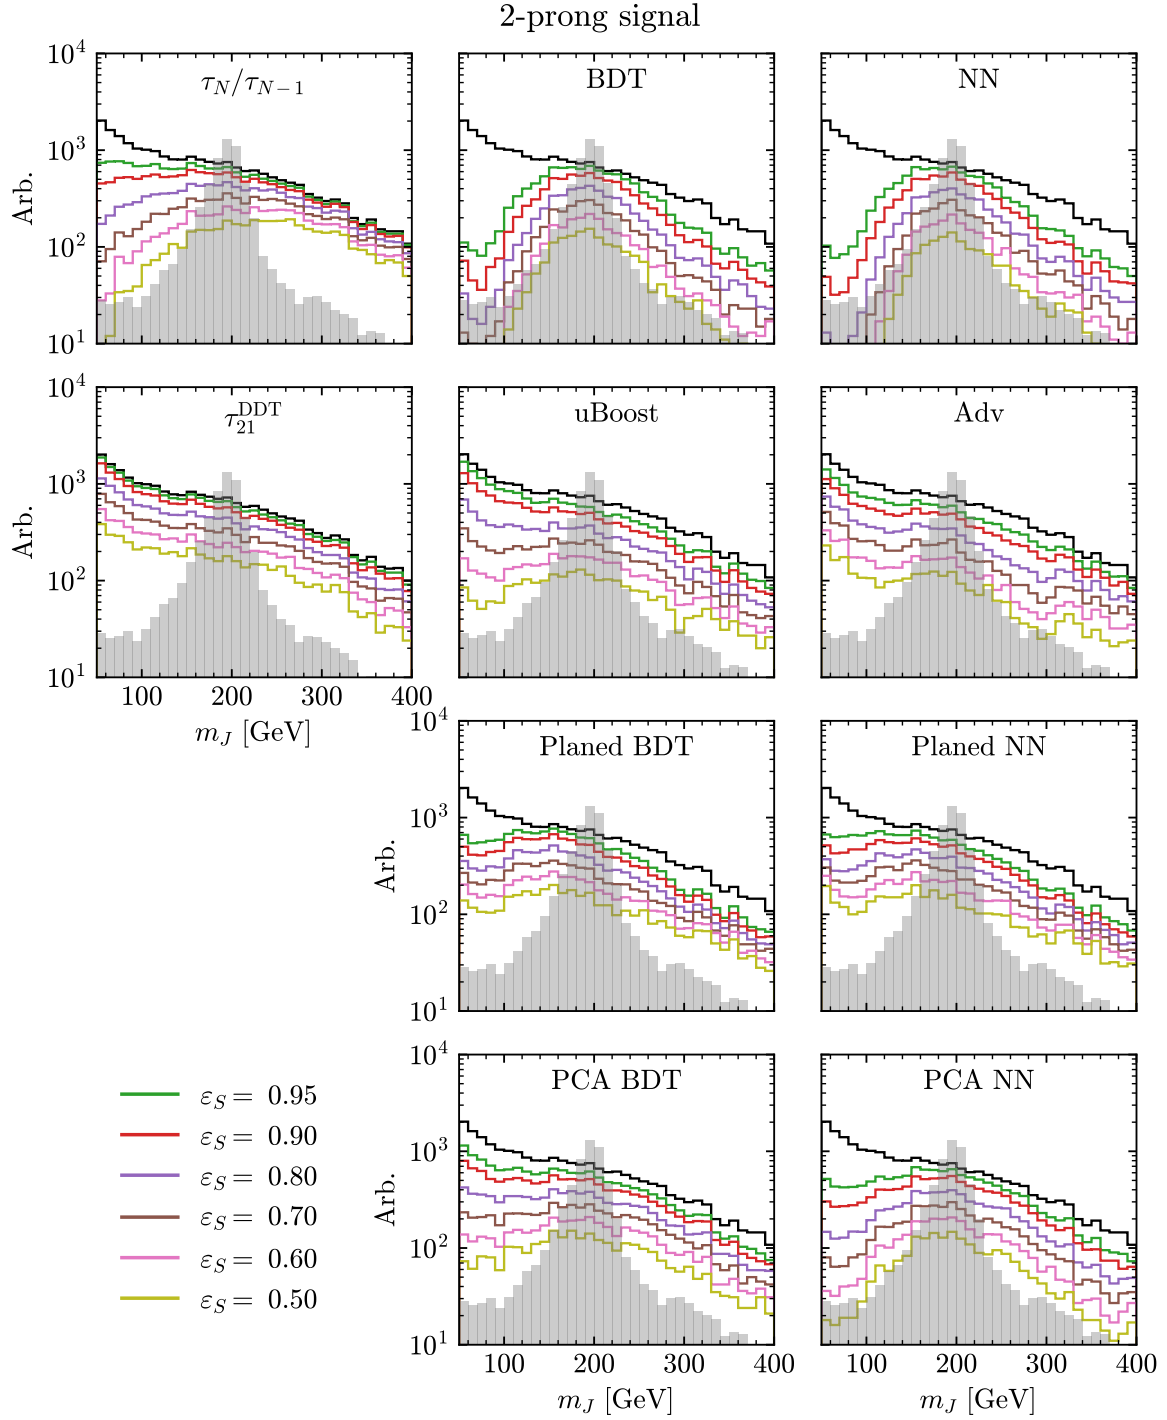 2-prong signal
τ_N/τ_{N−1}
BDT
NN
10^4
10^3
10^2
10^1
Arb.
τ_{21}^{DDT}
uBoost
Adv
10^4
10^3
10^2
10^1
Arb.
100 200 300 400
m_J [GeV]
Planed BDT
Planed NN
10^4
10^3
10^2
10^1
Arb.
PCA BDT
PCA NN
10^4
10^3
10^2
10^1
Arb.
100 200 300 400
m_J [GeV]
100 200 300 400
m_J [GeV]
ε_S = 0.95
ε_S = 0.90
ε_S = 0.80
ε_S = 0.70
ε_S = 0.60
ε_S = 0.50